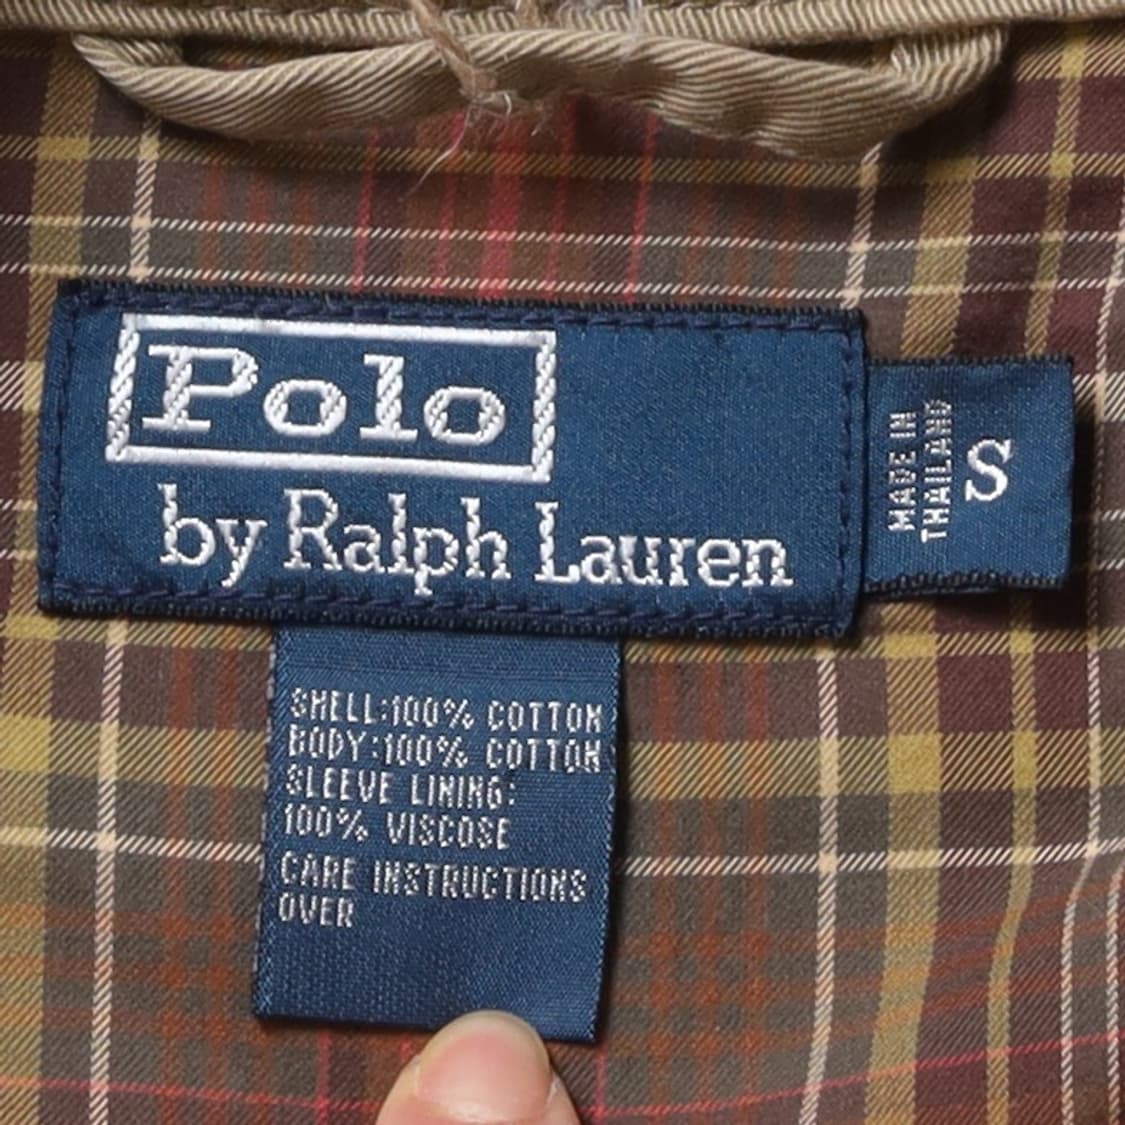 Polo
by Ralph Lauren
MADE IN
THAILAND
S
SHELL:100% COTTON
BODY:100% COTTON
SLEEVE LINING:
100% VISCOSE
CARE INSTRUCTIONS
OVER